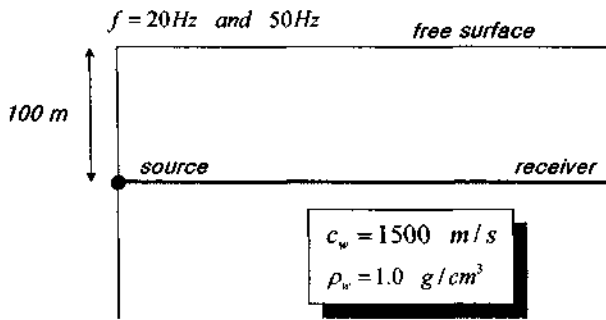 f = 20Hz and 50Hz
free surface
100 m
source receiver
c_w = 1500 m/s
ρ_w = 1.0 g/cm³